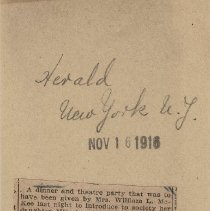 Herald
New York N.Y.
NOV 16 1916
A dinner and theatre party that was to
have been given by Mrs. William L. Mc-
Kee last night to introduce to society her